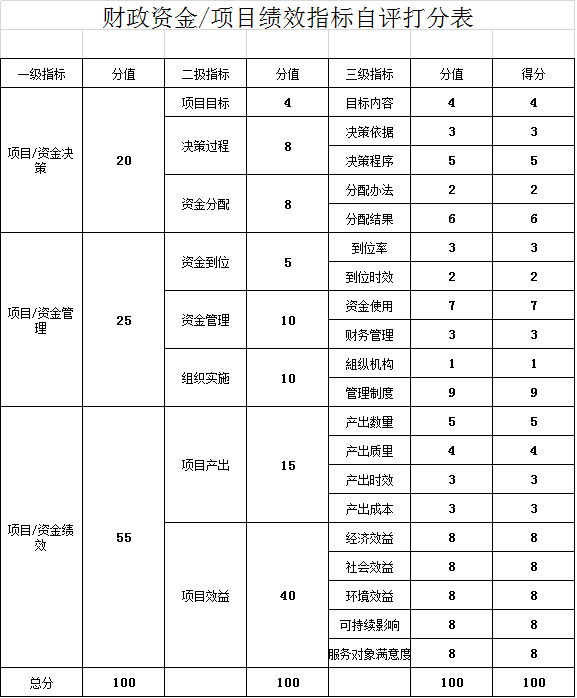 财政资金/项目绩效指标自评打分表
一级指标 分值 二极指标 分值 三级指标 分值 得分
项目/资金决策 20 项目目标 4 目标内容 4 4
决策过程 8 决策依据 3 3
决策程序 5 5
资金分配 8 分配办法 2 2
分配结果 6 6
项目/资金管理 25 资金到位 5 到位率 3 3
到位时效 2 2
资金管理 10 资金使用 7 7
财务管理 3 3
组织实施 10 組纵机构 1 1
管理制度 9 9
项目/资金绩效 55 项目产出 15 产出数量 5 5
产出质里 4 4
产出时效 3 3
产出成本 3 3
项目效益 40 经济效益 8 8
社会效益 8 8
环境效益 8 8
可持续影响 8 8
服务对象满意度 8 8
总分 100 100 100 100